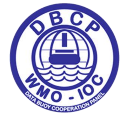 DBCP
WMO - IOC
DATA BUOY COOPERATION PANEL